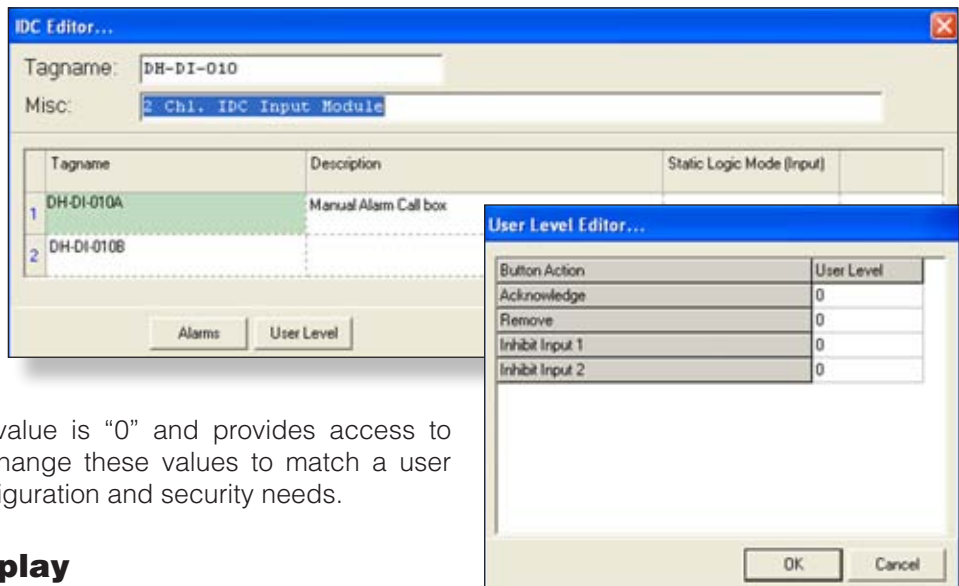 IDC Editor...
Tagname: DH-DI-010
Misc: 2 Chl. IDC Input Module
Tagname Description Static Logic Mode (Input)
1 DH-DI-010A Manual Alarm Call box
2 DH-DI-010B
Alarms User Level
User Level Editor...
Button Action User Level
Acknowledge 0
Remove 0
Inhibit Input 1 0
Inhibit Input 2 0
OK Cancel
value is “0” and provides access to
hange these values to match a user
iguration and security needs.
play